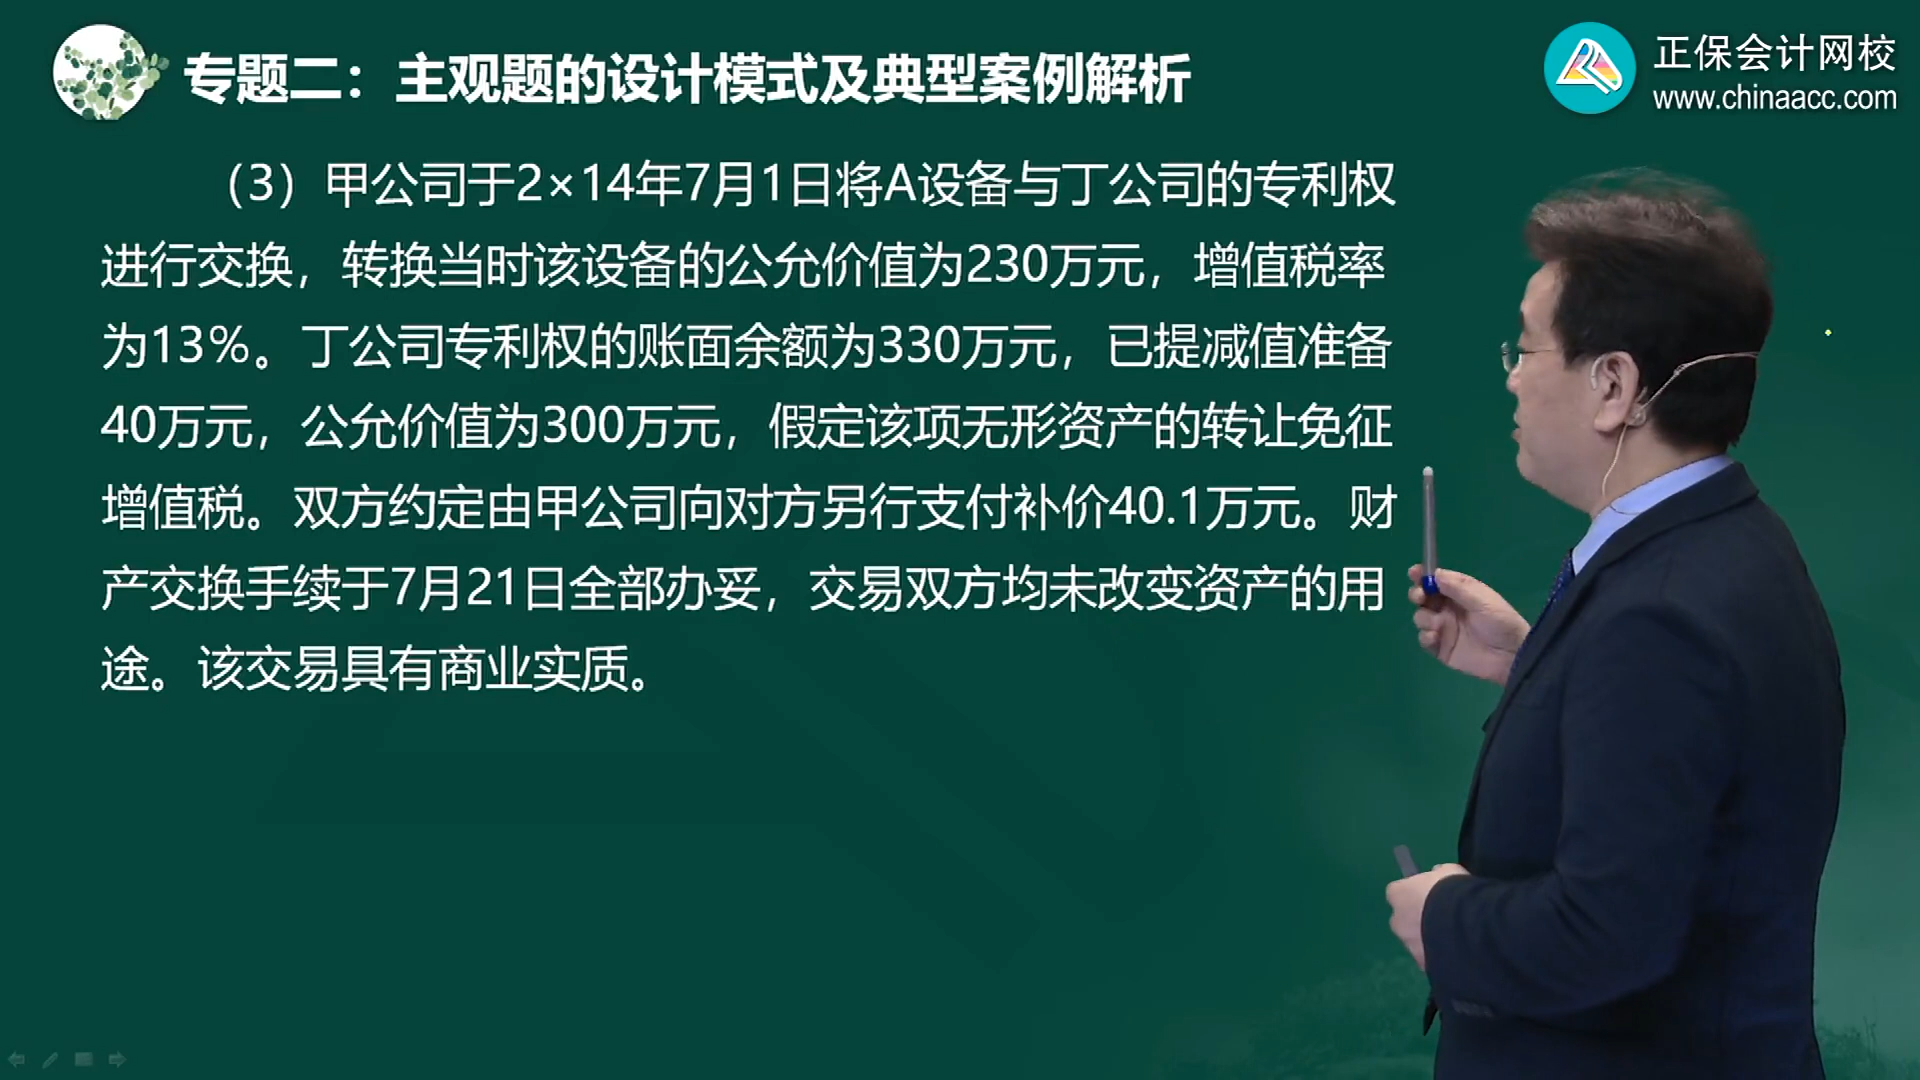 专题二：主观题的设计模式及典型案例解析
正保会计网校
www.chinaacc.com
（3）甲公司于2×14年7月1日将A设备与丁公司的专利权
进行交换，转换当时该设备的公允价值为230万元，增值税率
为13%。丁公司专利权的账面余额为330万元，已提减值准备
40万元，公允价值为300万元，假定该项无形资产的转让免征
增值税。双方约定由甲公司向对方另行支付补价40.1万元。财
产交换手续于7月21日全部办妥，交易双方均未改变资产的用
途。该交易具有商业实质。